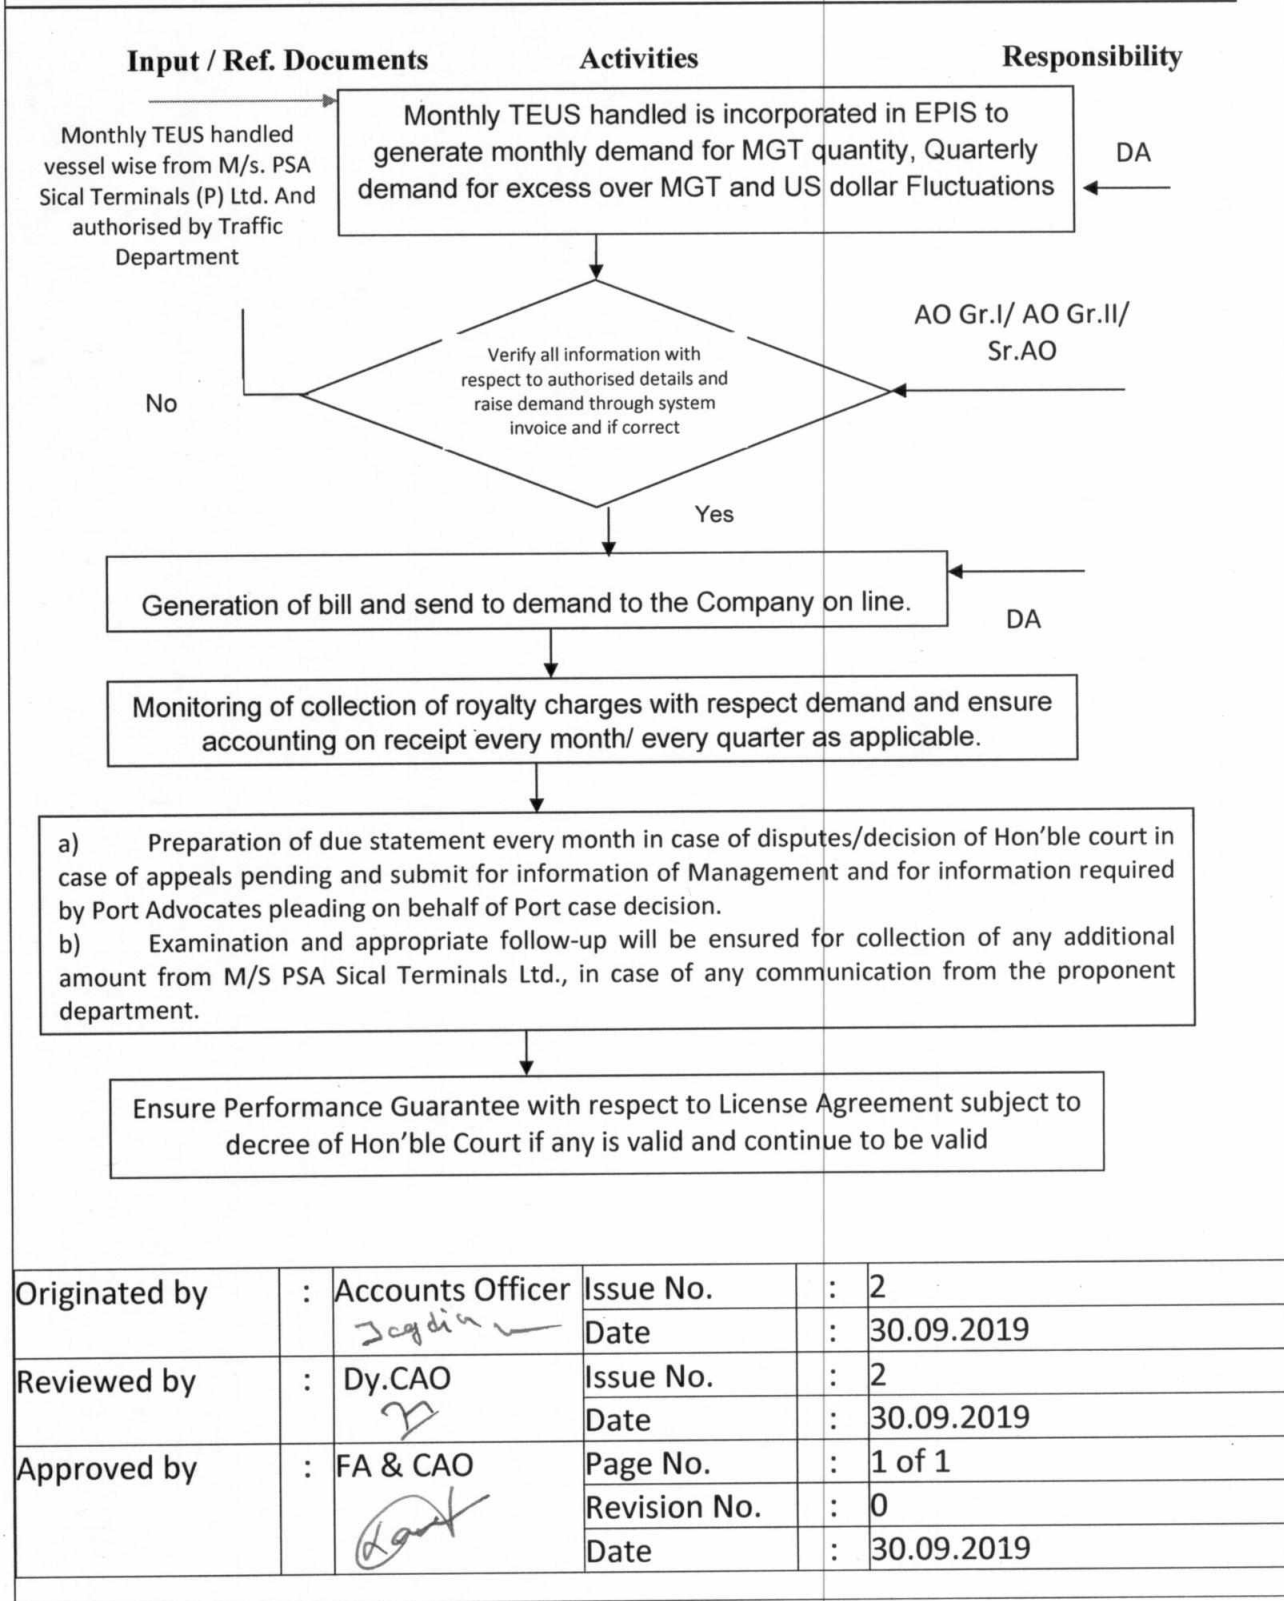 Input / Ref. Documents Activities Responsibility
Monthly TEUS handled
vessel wise from M/s. PSA
Sical Terminals (P) Ltd. And
authorised by Traffic
Department
Monthly TEUS handled is incorporated in EPIS to
generate monthly demand for MGT quantity, Quarterly
demand for excess over MGT and US dollar Fluctuations
DA
Verify all information with
respect to authorised details and
raise demand through system
invoice and if correct
AO Gr.I/ AO Gr.II/
Sr.AO
No
Yes
Generation of bill and send to demand to the Company on line.
DA
Monitoring of collection of royalty charges with respect demand and ensure
accounting on receipt every month/ every quarter as applicable.
a) Preparation of due statement every month in case of disputes/decision of Hon'ble court in
case of appeals pending and submit for information of Management and for information required
by Port Advocates pleading on behalf of Port case decision.
b) Examination and appropriate follow-up will be ensured for collection of any additional
amount from M/S PSA Sical Terminals Ltd., in case of any communication from the proponent
department.
Ensure Performance Guarantee with respect to License Agreement subject to
decree of Hon'ble Court if any is valid and continue to be valid
Originated by : Accounts Officer Issue No. : 2
Date : 30.09.2019
Reviewed by : Dy.CAO Issue No. : 2
Date : 30.09.2019
Approved by : FA & CAO Page No. : 1 of 1
Revision No. : 0
Date : 30.09.2019